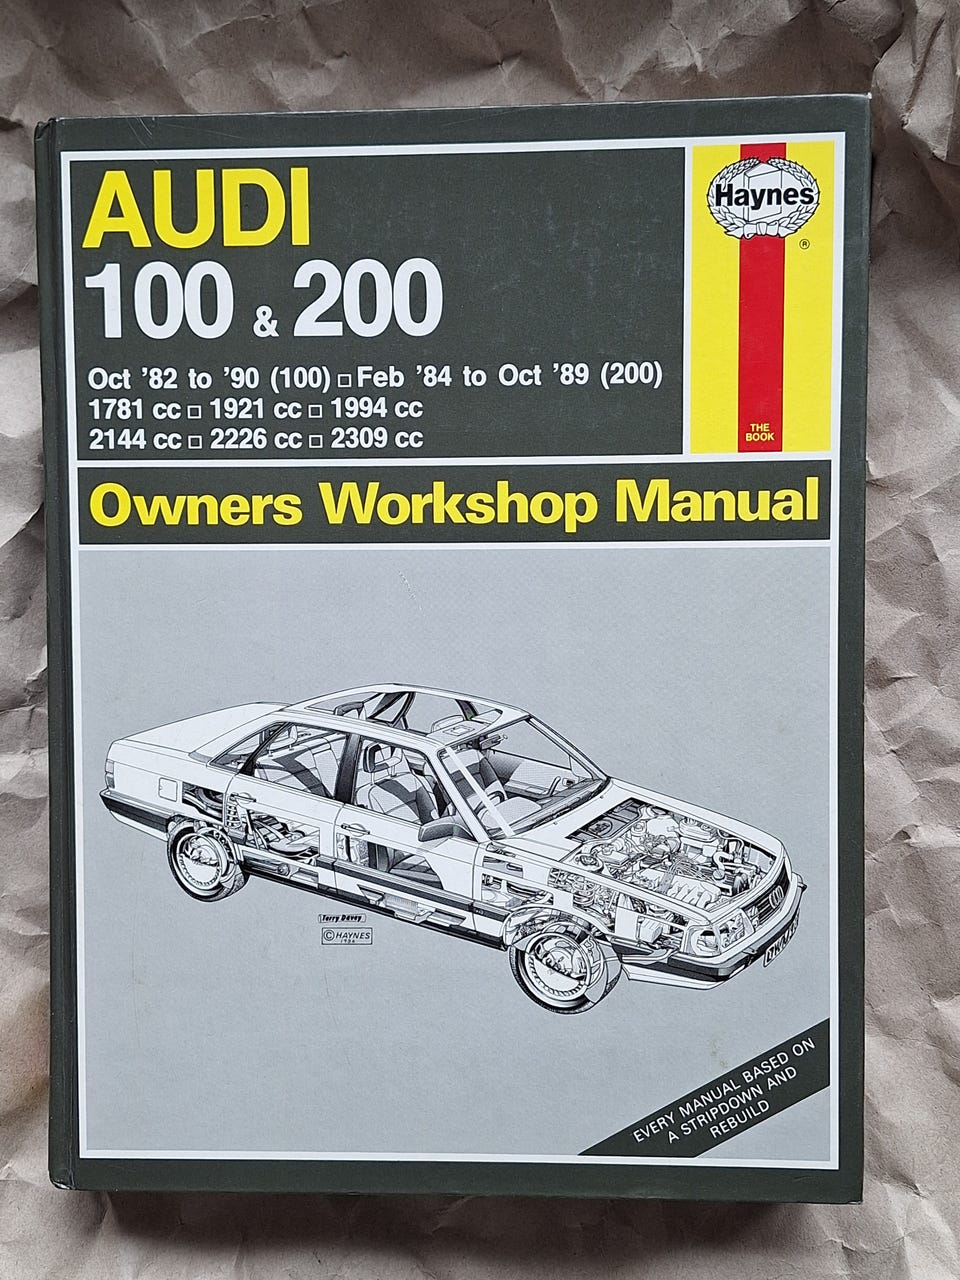 AUDI
100 & 200
Oct '82 to '90 (100) □ Feb '84 to Oct '89 (200)
1781 cc □ 1921 cc □ 1994 cc
2144 cc □ 2226 cc □ 2309 cc
Haynes
®
THE
BOOK
Owners Workshop Manual
Terry Davey
© HAYNES
1986
EVERY MANUAL BASED ON
A STRIPDOWN AND
REBUILD